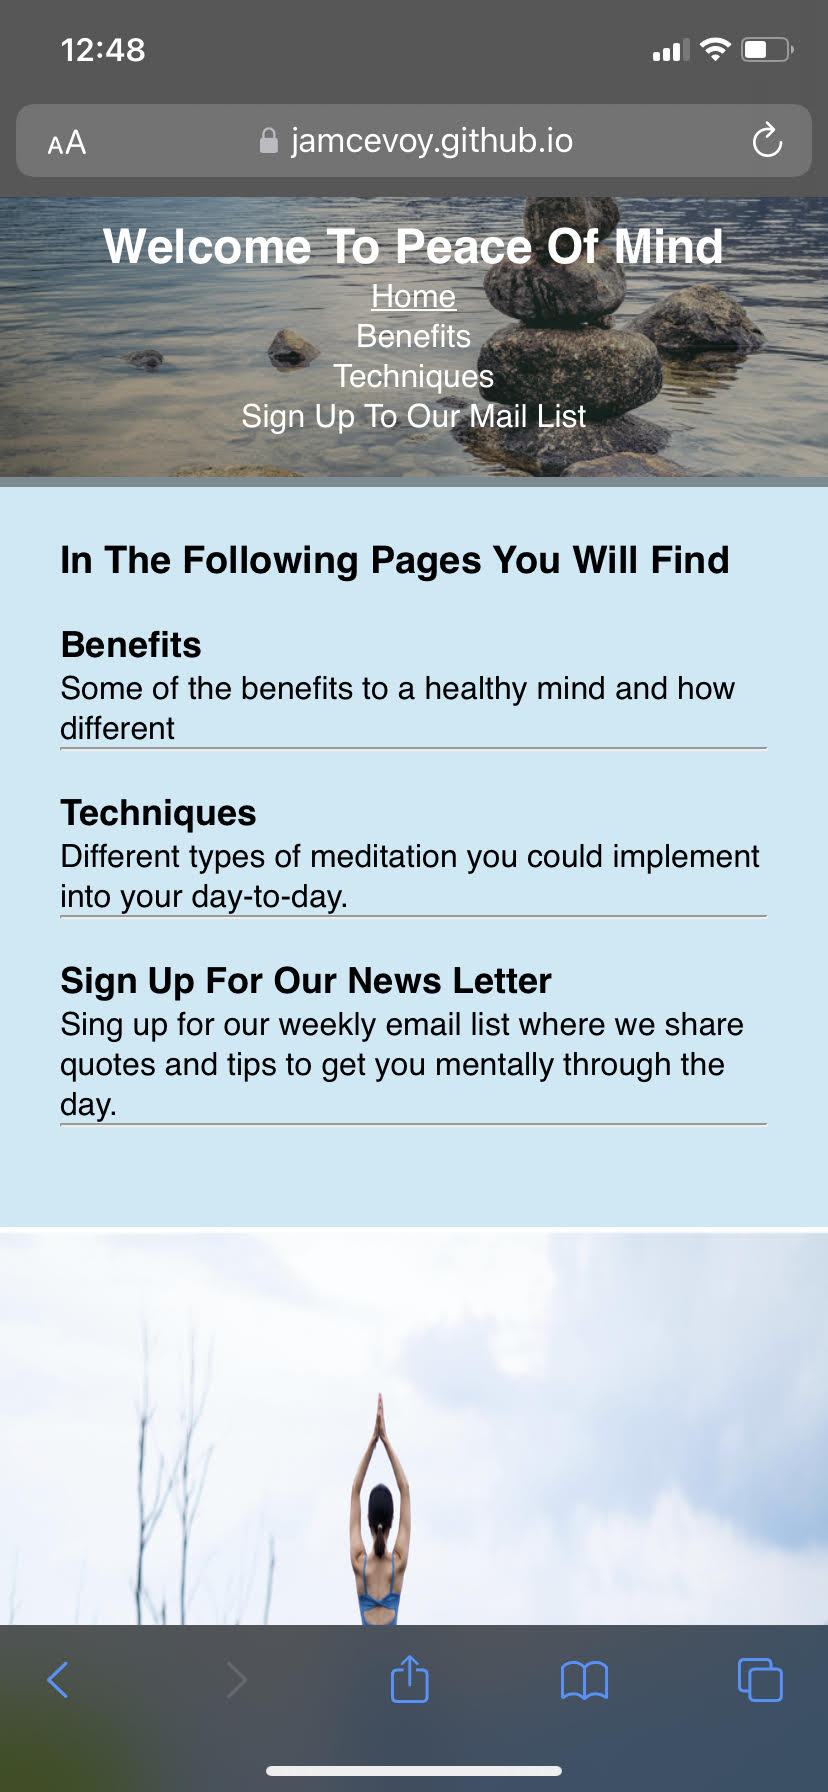 12:48
AA
jamcevoy.github.io
Welcome To Peace Of Mind
Home
Benefits
Techniques
Sign Up To Our Mail List
In The Following Pages You Will Find
Benefits
Some of the benefits to a healthy mind and how
different
Techniques
Different types of meditation you could implement
into your day-to-day.
Sign Up For Our News Letter
Sing up for our weekly email list where we share
quotes and tips to get you mentally through the
day.